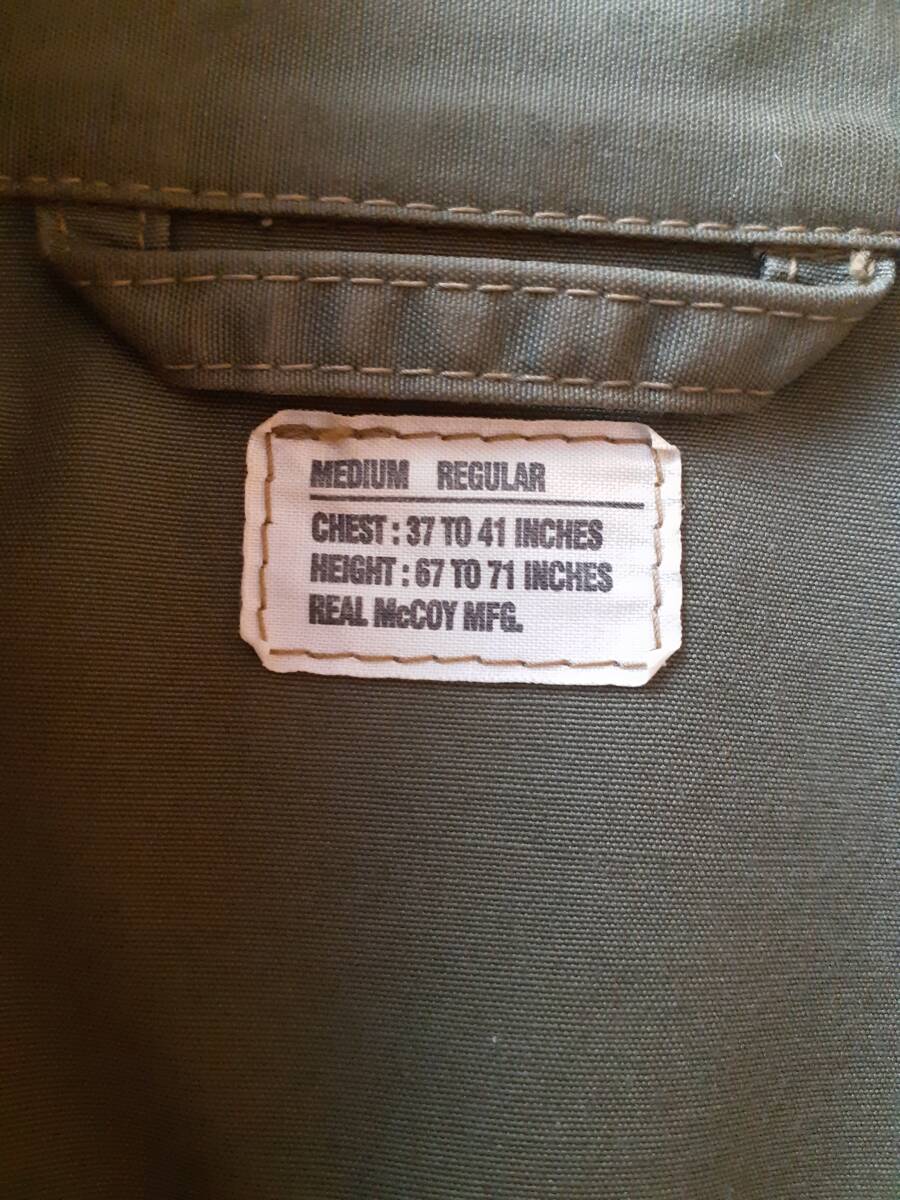 MEDIUM REGULAR
CHEST : 37 TO 41 INCHES
HEIGHT : 67 TO 71 INCHES
REAL McCOY MFG.